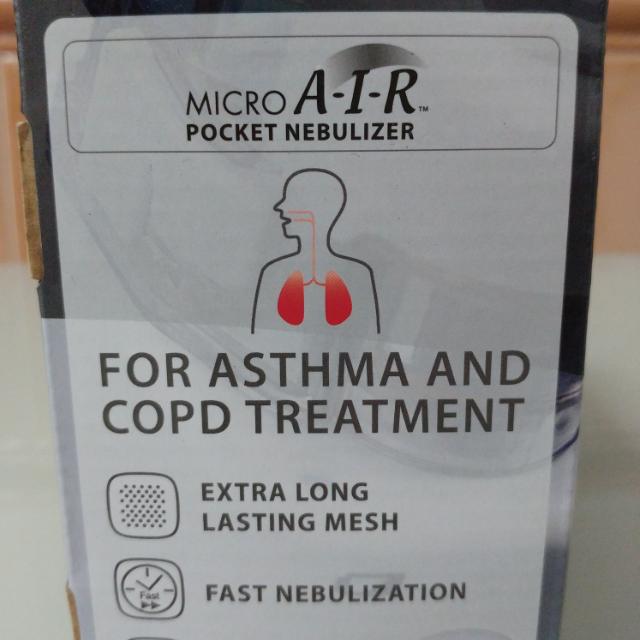 MICRO A-I-R™
POCKET NEBULIZER
FOR ASTHMA AND
COPD TREATMENT
EXTRA LONG
LASTING MESH
Fast
FAST NEBULIZATION